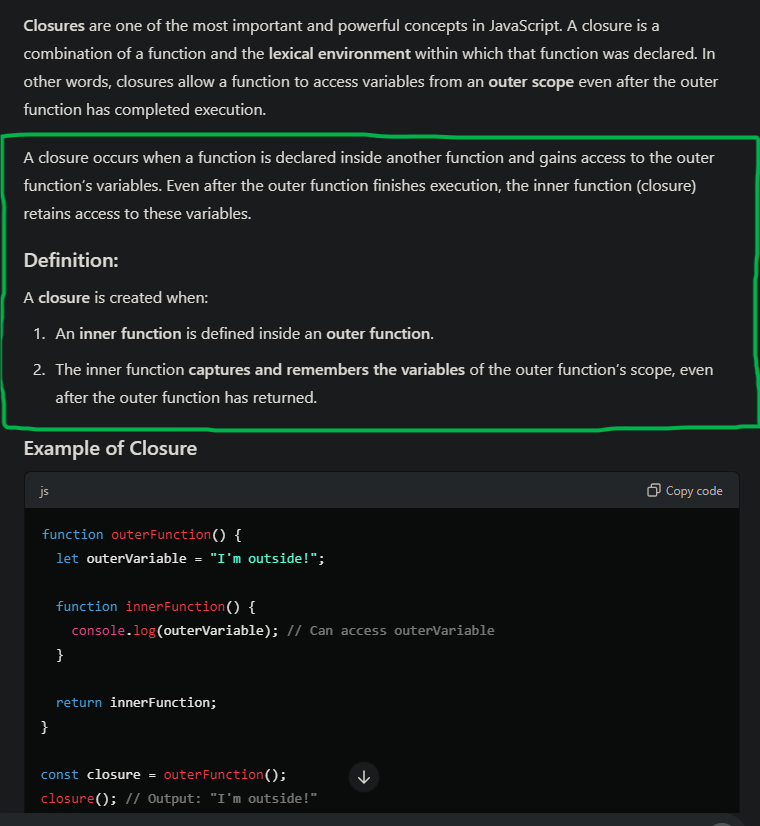 Closures are one of the most important and powerful concepts in JavaScript. A closure is a
combination of a function and the lexical environment within which that function was declared. In
other words, closures allow a function to access variables from an outer scope even after the outer
function has completed execution.
A closure occurs when a function is declared inside another function and gains access to the outer
function's variables. Even after the outer function finishes execution, the inner function (closure)
retains access to these variables.
Definition:
A closure is created when:
1. An inner function is defined inside an outer function.
2. The inner function captures and remembers the variables of the outer function's scope, even
after the outer function has returned.
Example of Closure
js
Copy code
function outerFunction() {
  let outerVariable = "I'm outside!";
  function innerFunction() {
    console.log(outerVariable); // Can access outerVariable
  }
  return innerFunction;
}
const closure = outerFunction();
closure(); // Output: "I'm outside!"